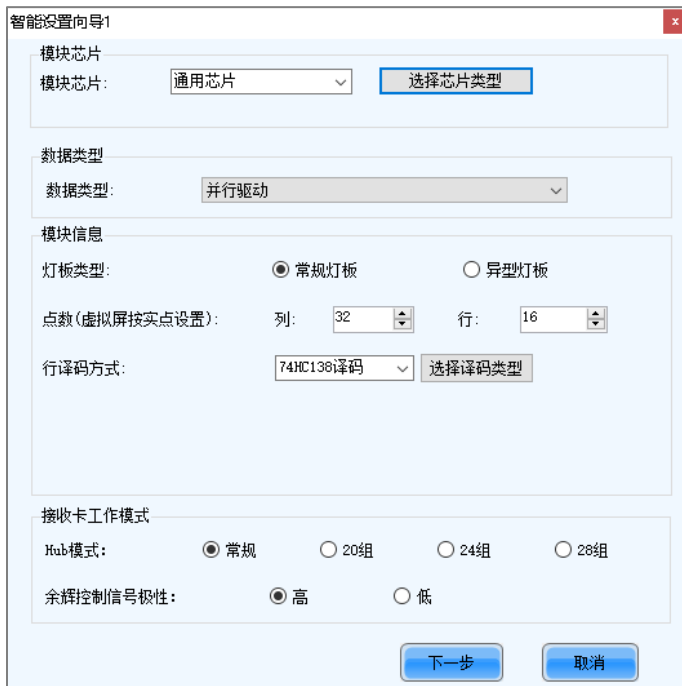 智能设置向导1
x
模块芯片
模块芯片: 通用芯片 选择芯片类型
数据类型
数据类型: 并行驱动
模块信息
灯板类型: 常规灯板 异型灯板
点数(虚拟屏按实点设置): 列: 32 行: 16
行译码方式: 74HC138译码 选择译码类型
接收卡工作模式
Hub模式: 常规 20组 24组 28组
余辉控制信号极性: 高 低
下一步 取消